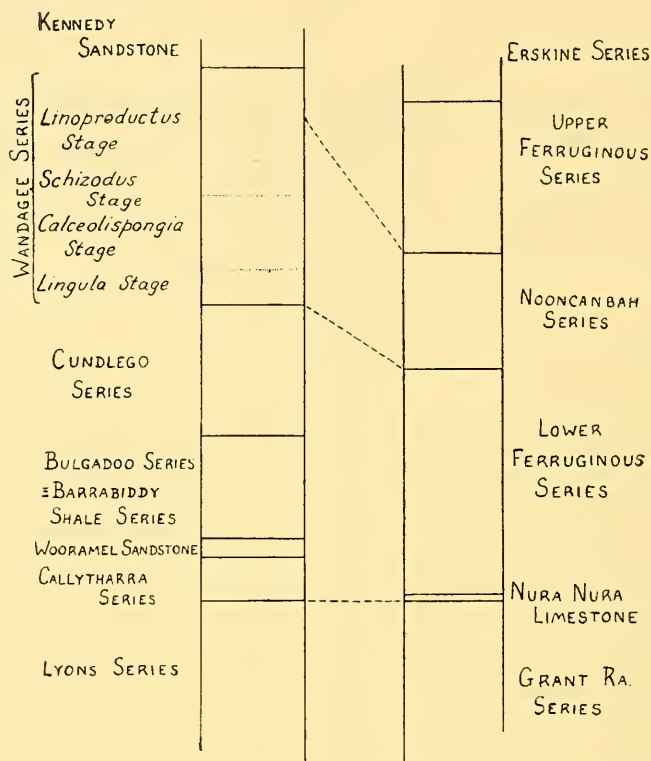 KENNEDY
SANDSTONE
WANDAGEE SERIES
Linoproductus
Stage
Schizodus
Stage
Calceolispongia
Stage
Lingula Stage
CUNDLEGO
SERIES
BULGADOO SERIES
≡BARRABIDDY
SHALE SERIES
WOORAMEL SANDSTONE
CALLYTHARRA
SERIES
LYONS SERIES
ERSKINE SERIES
UPPER
FERRUGINOUS
SERIES
NOONCANBAH
SERIES
LOWER
FERRUGINOUS
SERIES
NURA NURA
LIMESTONE
GRANT RA.
SERIES